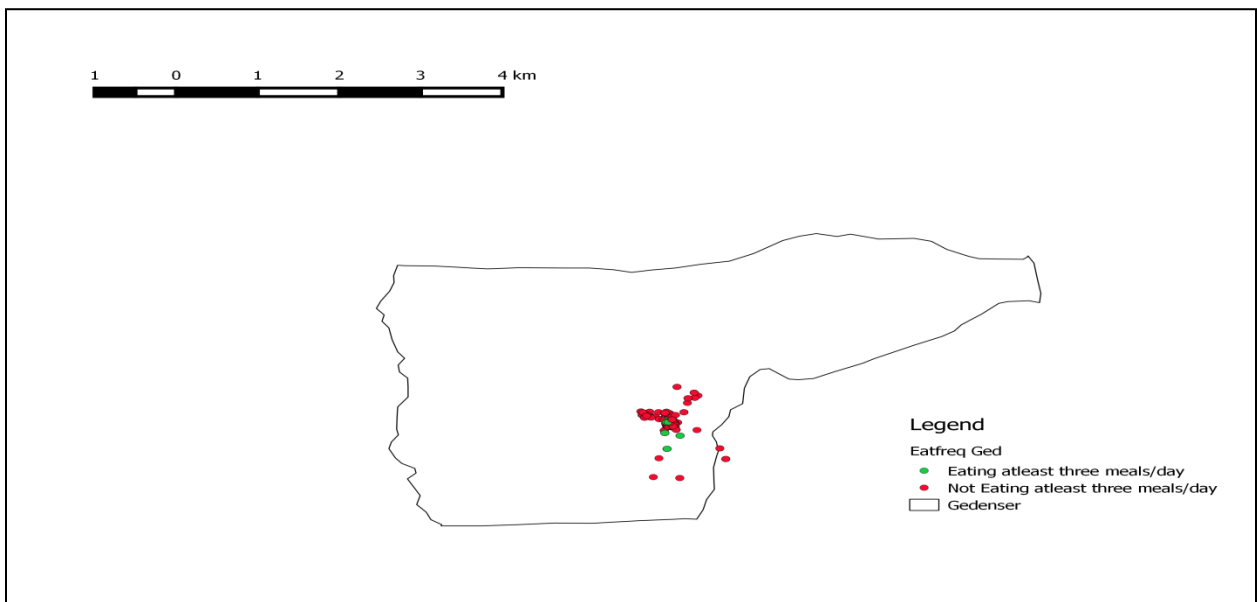 1 0 1 2 3 4 km
Legend
Eatfreq Ged
Eating atleast three meals/day
Not Eating atleast three meals/day
Gedenser